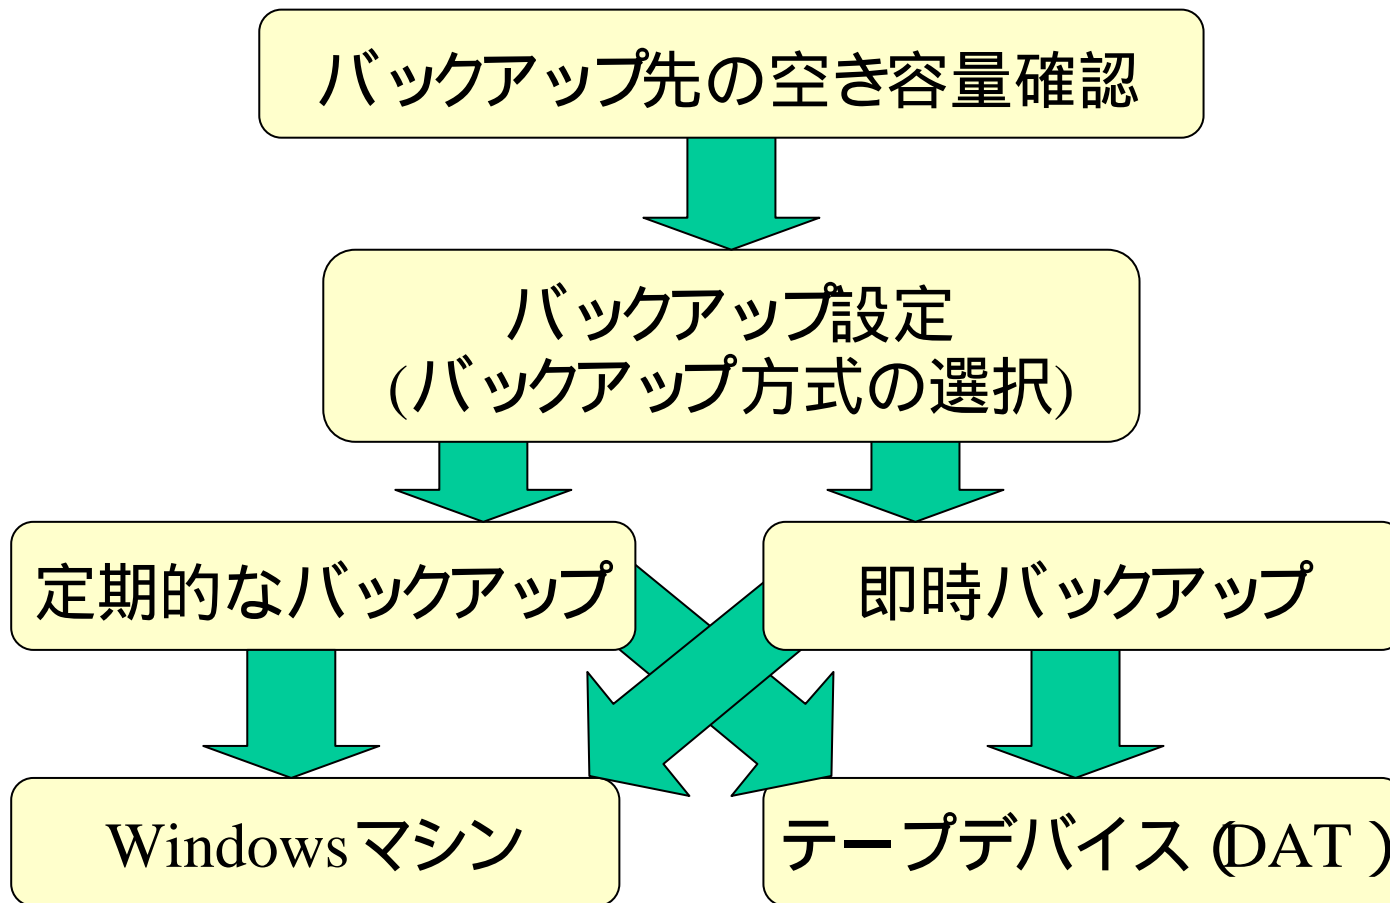 バックアップ先の空き容量確認
バックアップ設定
(バックアップ方式の選択)
定期的なバックアップ
即時バックアップ
Windowsマシン
テープデバイス(DAT)